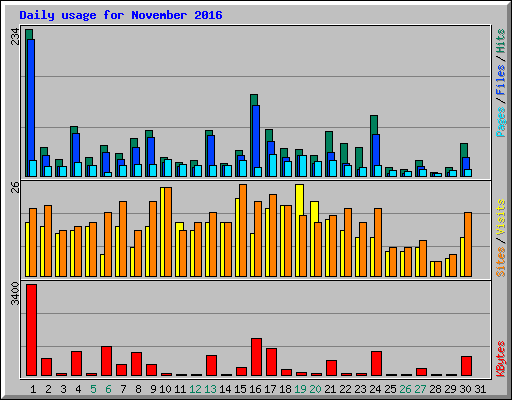 Daily usage for November 2016
234
Pages / Files / Hits
26
Sites / Visits
3400
KBytes
1 2 3 4 5 6 7 8 9 10 11 12 13 14 15 16 17 18 19 20 21 22 23 24 25 26 27 28 29 30 31